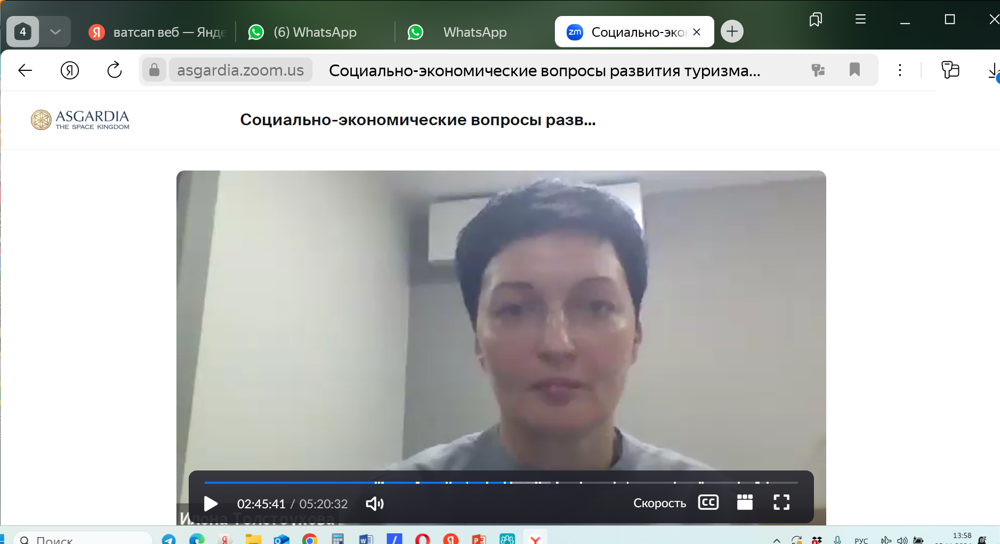 4
ватсап веб — Янде
(6) WhatsApp
WhatsApp
zm
Социально-экон
asgardia.zoom.us
Социально-экономические вопросы развития туризма...
ASGARDIA
THE SPACE KINGDOM
Социально-экономические вопросы разв...
02:45:41 / 05:20:32
Скорость
CC
Илона Толстоухова
Поиск
РУС
13:58